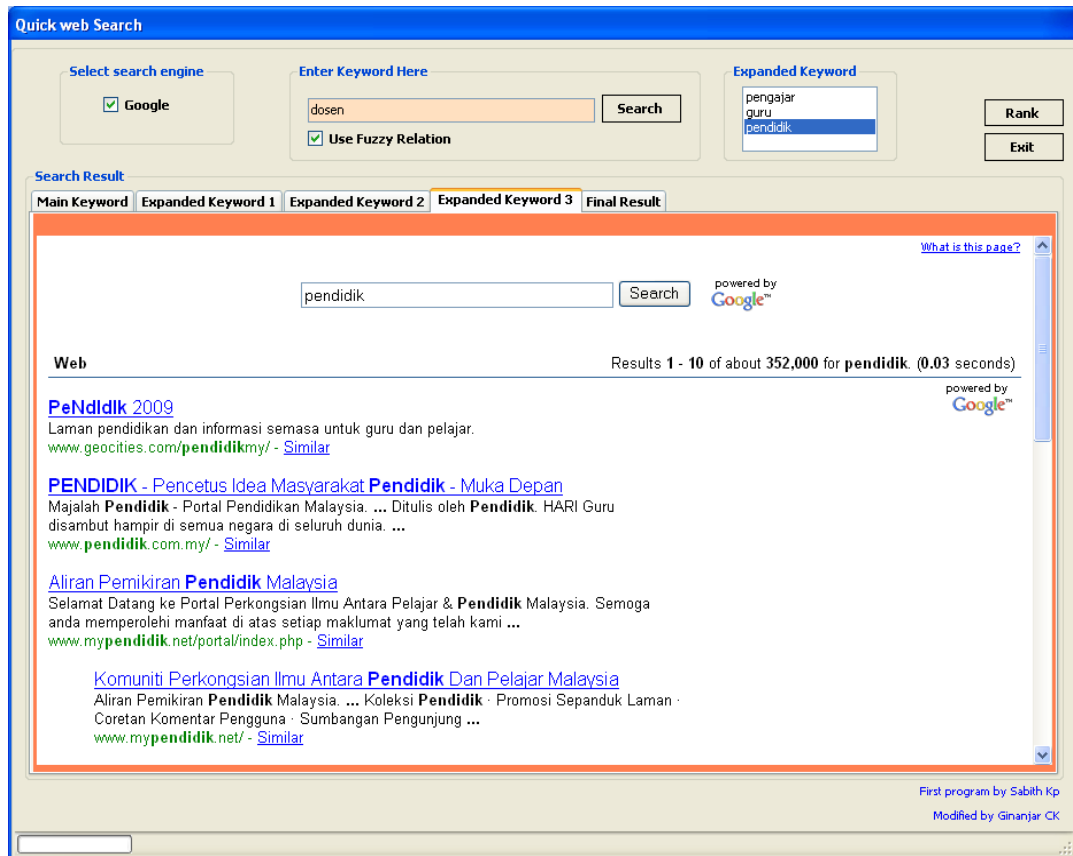 Quick web Search
Select search engine
Google
Enter Keyword Here
dosen
Search
Use Fuzzy Relation
Expanded Keyword
pengajar
guru
pendidik
Rank
Exit
Search Result
Main Keyword Expanded Keyword 1 Expanded Keyword 2 Expanded Keyword 3 Final Result
What is this page?
pendidik Search powered by
Google™
Web Results 1 - 10 of about 352,000 for pendidik. (0.03 seconds)
powered by
Google™
PeNdIdIk 2009
Laman pendidikan dan informasi semasa untuk guru dan pelajar.
www.geocities.com/pendidikmy/ - Similar
PENDIDIK - Pencetus Idea Masyarakat Pendidik - Muka Depan
Majalah Pendidik - Portal Pendidikan Malaysia. ... Ditulis oleh Pendidik. HARI Guru
disambut hampir di semua negara di seluruh dunia. ...
www.pendidik.com.my/ - Similar
Aliran Pemikiran Pendidik Malaysia
Selamat Datang ke Portal Perkongsian Ilmu Antara Pelajar & Pendidik Malaysia. Semoga
anda memperolehi manfaat di atas setiap maklumat yang telah kami ...
www.mypendidik.net/portal/index.php - Similar
Komuniti Perkongsian Ilmu Antara Pendidik Dan Pelajar Malaysia
Aliran Pemikiran Pendidik Malaysia. ... Koleksi Pendidik · Promosi Sepanduk Laman ·
Coretan Komentar Pengguna · Sumbangan Pengunjung ...
www.mypendidik.net/ - Similar
First program by Sabith Kp
Modified by Ginanjar CK